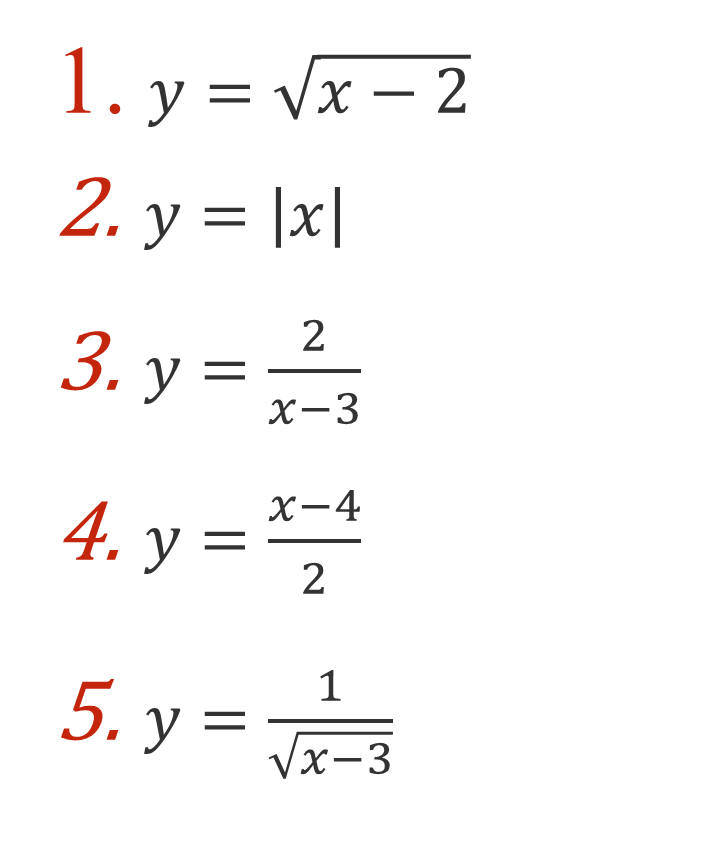 1. y = √(x − 2)
2. y = |x|
3. y = 2/(x−3)
4. y = (x−4)/2
5. y = 1/√(x−3)